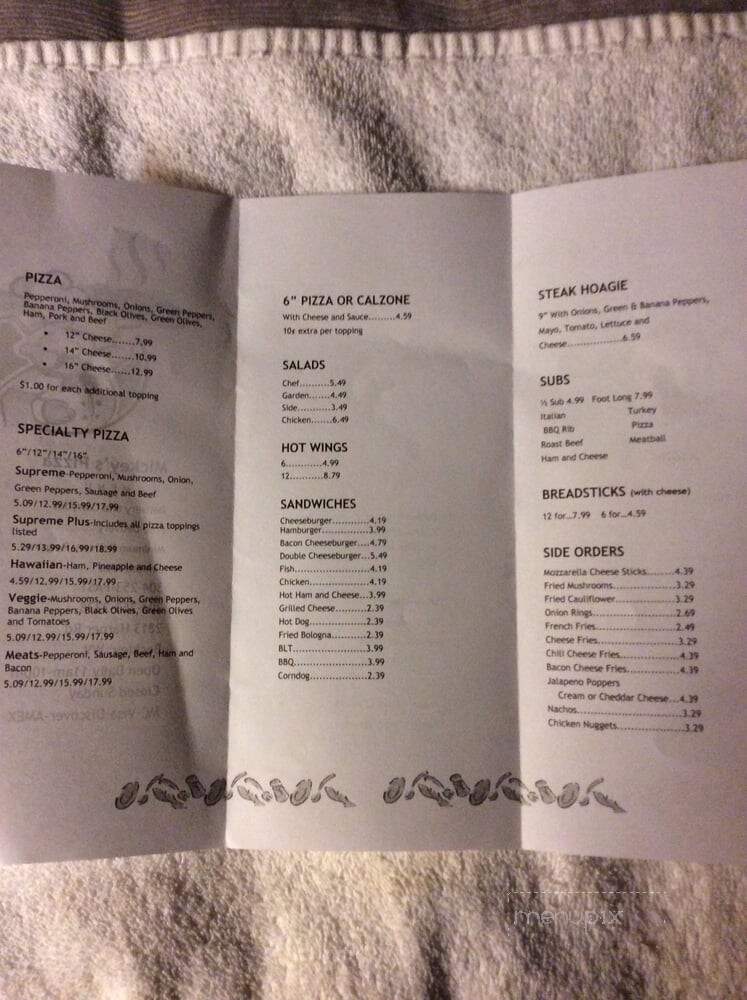 PIZZA
Pepperoni, Mushrooms, Onions, Green Peppers,
Banana Peppers, Black Olives, Green Olives,
Ham, Pork and Beef
• 12" Cheese.......7.99
• 14" Cheese.......10.99
• 16" Cheese......12.99
$1.00 for each additional topping
SPECIALTY PIZZA
6"/12"/14"/16"
Supreme-Pepperoni, Mushrooms, Onion,
Green Peppers, Sausage and Beef
5.09/12.99/15.99/17.99
Supreme Plus-Includes all pizza toppings
listed
5.29/13.99/16.99/18.99
Hawaiian-Ham, Pineapple and Cheese
4.59/12.99/15.99/17.99
Veggie-Mushrooms, Onions, Green Peppers,
Banana Peppers, Black Olives, Green Olives
and Tomatoes
5.09/12.99/15.99/17.99
Meats-Pepperoni, Sausage, Beef, Ham and
Bacon
5.09/12.99/15.99/17.99
6" PIZZA OR CALZONE
With Cheese and Sauce.........4.59
10¢ extra per topping
SALADS
Chef..........5.49
Garden.......4.49
Side...........3.49
Chicken.......6.49
HOT WINGS
6............4.99
12...........8.79
SANDWICHES
Cheeseburger............4.19
Hamburger...............3.99
Bacon Cheeseburger....4.79
Double Cheeseburger...5.49
Fish.........................4.19
Chicken....................4.19
Hot Ham and Cheese...3.99
Grilled Cheese..........2.39
Hot Dog...................2.39
Fried Bologna............2.39
BLT........................3.99
BBQ........................3.99
Corndog...................2.39
STEAK HOAGIE
9" With Onions, Green & Banana Peppers,
Mayo, Tomato, Lettuce and
Cheese..................6.59
SUBS
½ Sub 4.99 Foot Long 7.99
Italian Turkey
BBQ Rib Pizza
Roast Beef Meatball
Ham and Cheese
BREADSTICKS (with cheese)
12 for...7.99 6 for...4.59
SIDE ORDERS
Mozzarella Cheese Sticks.........4.39
Fried Mushrooms....................3.29
Fried Cauliflower....................3.29
Onion Rings...........................2.69
French Fries..........................2.49
Cheese Fries..........................3.29
Chili Cheese Fries...................4.39
Bacon Cheese Fries.................4.39
Jalapeno Poppers
Cream or Cheddar Cheese...4.39
Nachos.................................3.29
Chicken Nuggets.....................3.29
menupix